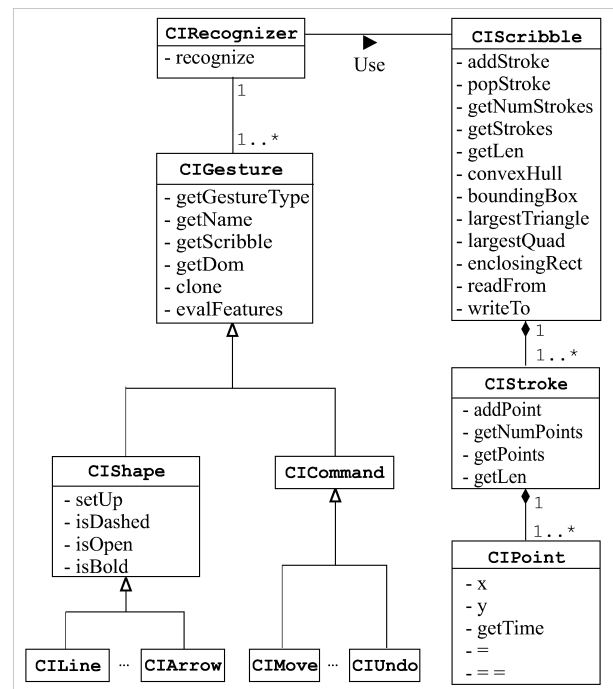 CIRecognizer
- recognize
Use
CIScribble
- addStroke
- popStroke
- getNumStrokes
- getStrokes
- getLen
- convexHull
- boundingBox
- largestTriangle
- largestQuad
- enclosingRect
- readFrom
- writeTo
1
1..*
CIGesture
- getGestureType
- getName
- getScribble
- getDom
- clone
- evalFeatures
1
1..*
CIStroke
- addPoint
- getNumPoints
- getPoints
- getLen
CIShape
- setUp
- isDashed
- isOpen
- isBold
CICommand
1
1..*
CIPoint
- x
- y
- getTime
- =
- = =
CILine ... CIArrow
CIMove ... CIUndo